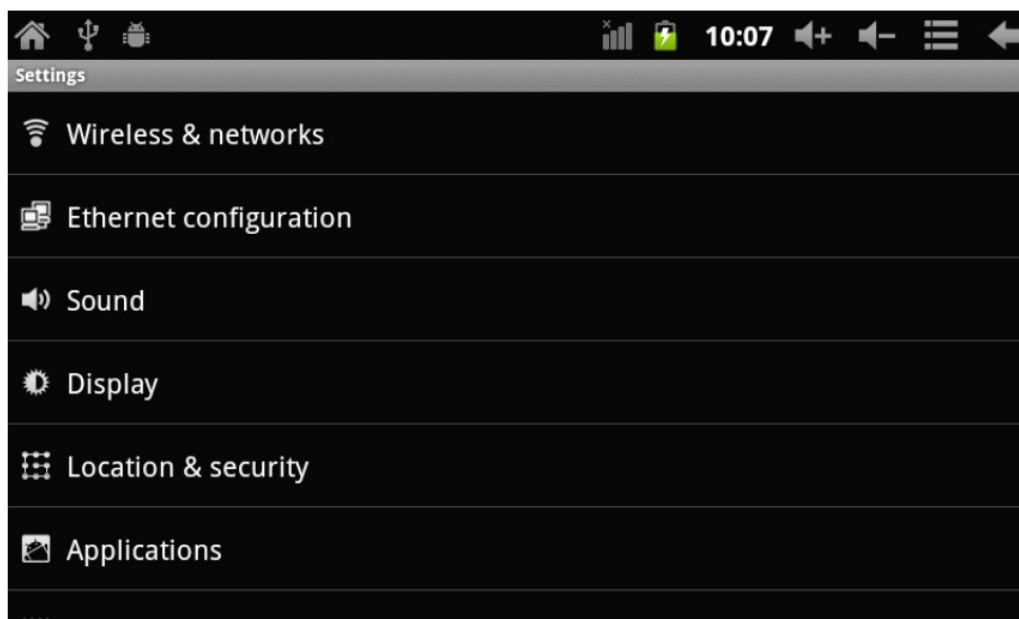 10:07
Settings
Wireless & networks
Ethernet configuration
Sound
Display
Location & security
Applications